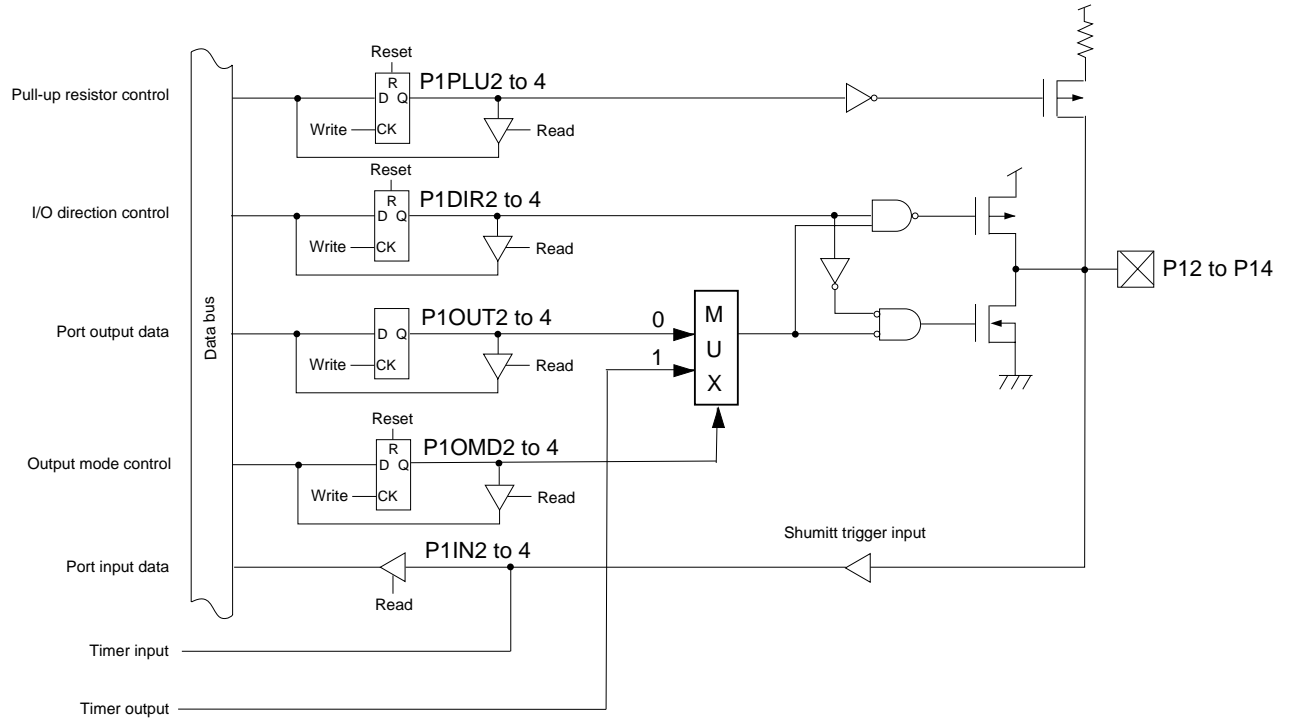 Reset
Pull-up resistor control
R
D Q
P1PLU2 to 4
Write
CK
Read
Reset
I/O direction control
R
D Q
P1DIR2 to 4
Write
CK
Read
P12 to P14
Data bus
Port output data
D Q
P1OUT2 to 4
0
Write
CK
Read
1
M
U
X
Reset
Output mode control
R
D Q
P1OMD2 to 4
Write
CK
Read
Shumitt trigger input
Port input data
P1IN2 to 4
Read
Timer input
Timer output